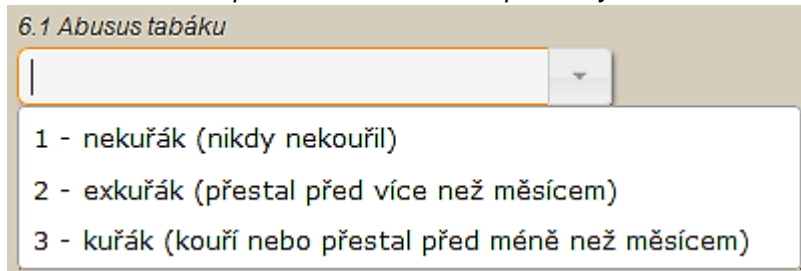 6.1 Abusus tabáku
1 - nekuřák (nikdy nekouřil)
2 - exkuřák (přestal před více než měsícem)
3 - kuřák (kouří nebo přestal před méně než měsícem)